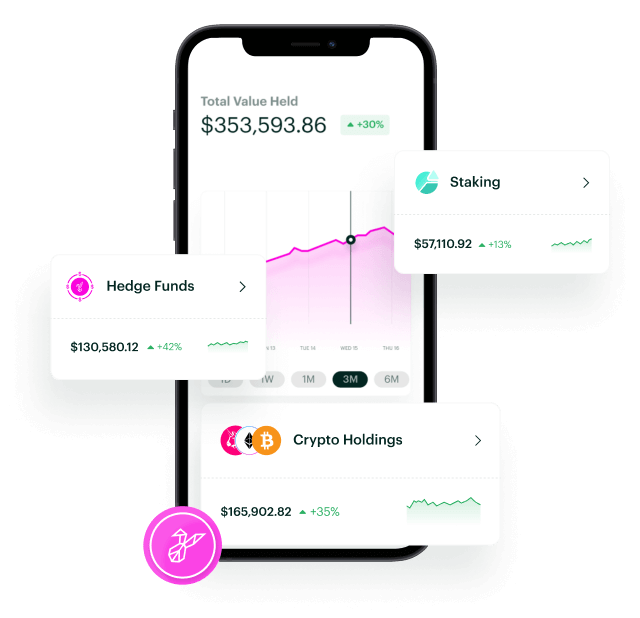 Total Value Held
$353,593.86
+30%
Staking
$57,110.92
+13%
Hedge Funds
$130,580.12
+42%
TUE 14
WED 15
THU 16
1W
1M
3M
6M
Crypto Holdings
$165,902.82
+35%